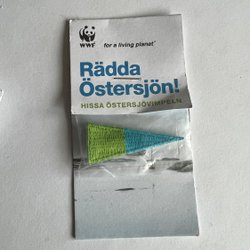 WWF
for a living planet®
Rädda
Östersjön!
HISSA ÖSTERSJÖVIMPELN